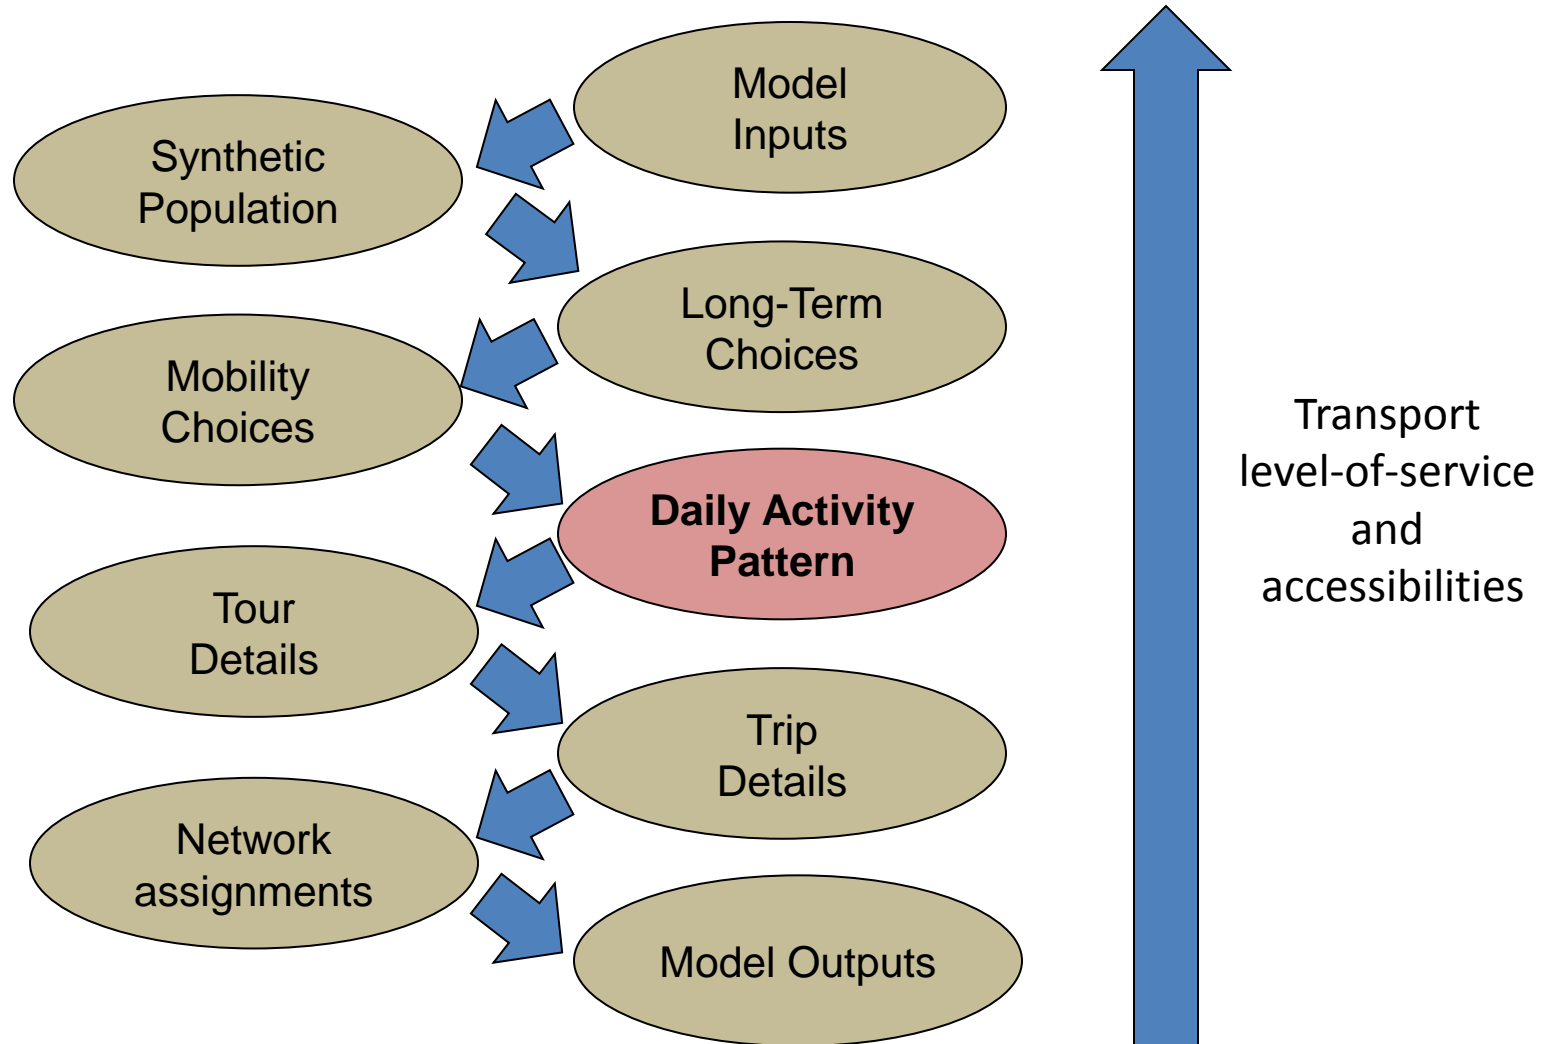 Model
Inputs
Synthetic
Population
Long-Term
Choices
Mobility
Choices
Daily Activity
Pattern
Tour
Details
Trip
Details
Network
assignments
Model Outputs
Transport
level-of-service
and
accessibilities